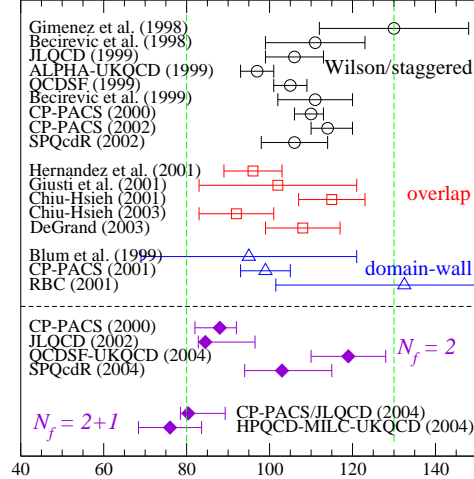 Gimenez et al. (1998)
Becirevic et al. (1998)
JLQCD (1999)
Wilson/staggered
ALPHA-UKQCD (1999)
QCDSF (1999)
Becirevic et al. (1999)
CP-PACS (2000)
CP-PACS (2002)
SPQcdR (2002)
Hernandez et al. (2001)
Giusti et al. (2001)
overlap
Chiu-Hsieh (2001)
Chiu-Hsieh (2003)
DeGrand (2003)
Blum et al. (1999)
CP-PACS (2001) domain-wall
RBC (2001)
CP-PACS (2000)
JLQCD (2002)
N_f = 2
QCDSF-UKQCD (2004)
SPQcdR (2004)
CP-PACS/JLQCD (2004)
N_f = 2+1
HPQCD-MILC-UKQCD (2004)
40 60 80 100 120 140